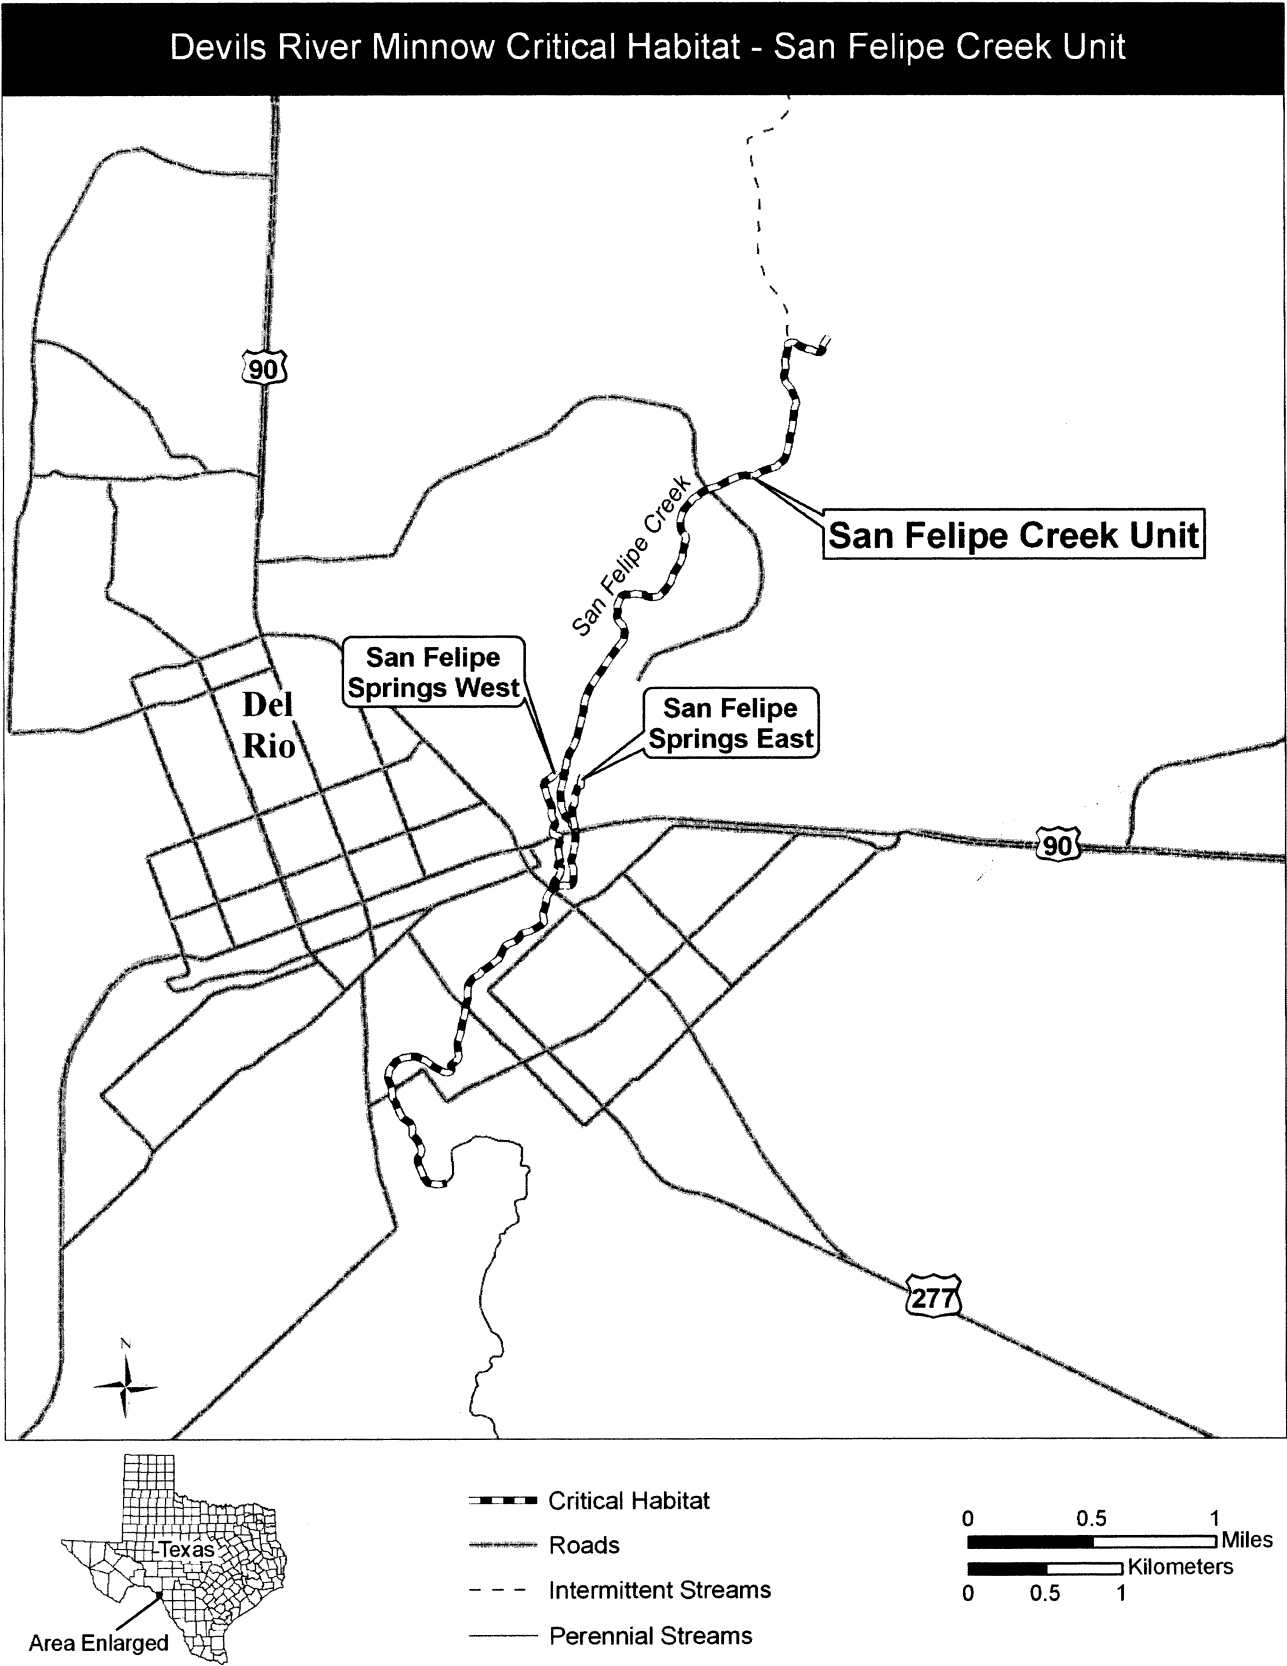 Devils River Minnow Critical Habitat - San Felipe Creek Unit
90
San Felipe Creek
San Felipe Creek Unit
San Felipe
Springs West
San Felipe
Springs East
Del
Rio
90
277
N
Texas
Area Enlarged
Critical Habitat
Roads
Intermittent Streams
Perennial Streams
0 0.5 1
Miles
Kilometers
0 0.5 1